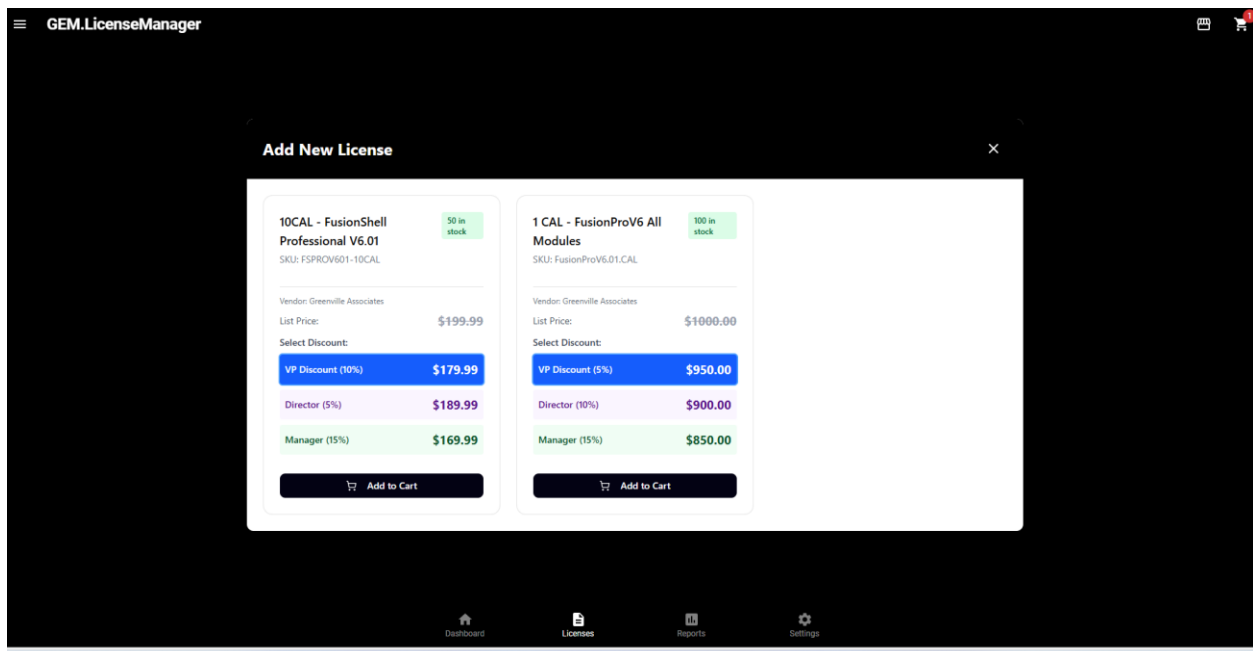 GEM.LicenseManager
1
Add New License
10CAL - FusionShell
Professional V6.01
50 in
stock
SKU: FSPROV601-10CAL
Vendor: Greenville Associates
List Price: $199.99
Select Discount:
VP Discount (10%) $179.99
Director (5%) $189.99
Manager (15%) $169.99
Add to Cart
1 CAL - FusionProV6 All
Modules
100 in
stock
SKU: FusionProV6.01.CAL
Vendor: Greenville Associates
List Price: $1000.00
Select Discount:
VP Discount (5%) $950.00
Director (10%) $900.00
Manager (15%) $850.00
Add to Cart
Dashboard
Licenses
Reports
Settings